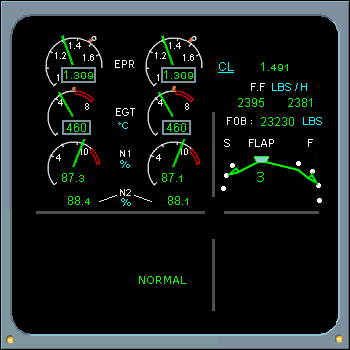 1.2 1.4 1.6 1 1.309
EPR
1.2 1.4 1.6 1 1.309
CL 1.491
F.F LBS / H
2395 2381
FOB : 23230 LBS
4 8 460
EGT
°C
4 8 460
S FLAP F
3
4 10 87.3
N1
%
4 10 87.1
88.4
N2
%
88.1
NORMAL